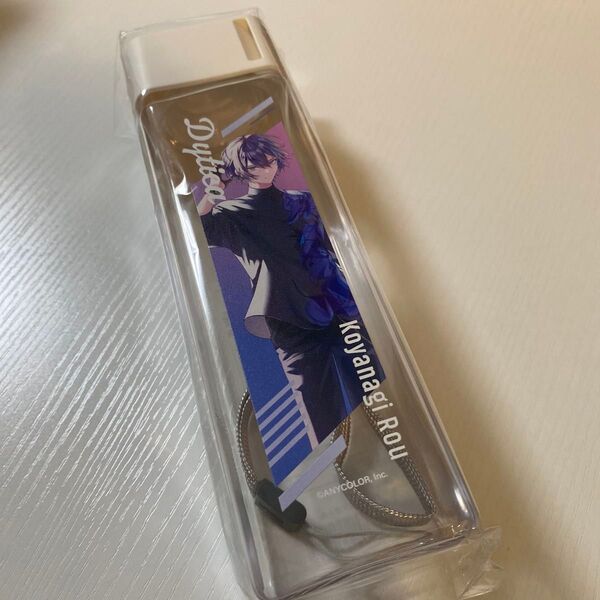 Dytica
Koyanagi Rou
©ANYCOLOR, Inc.